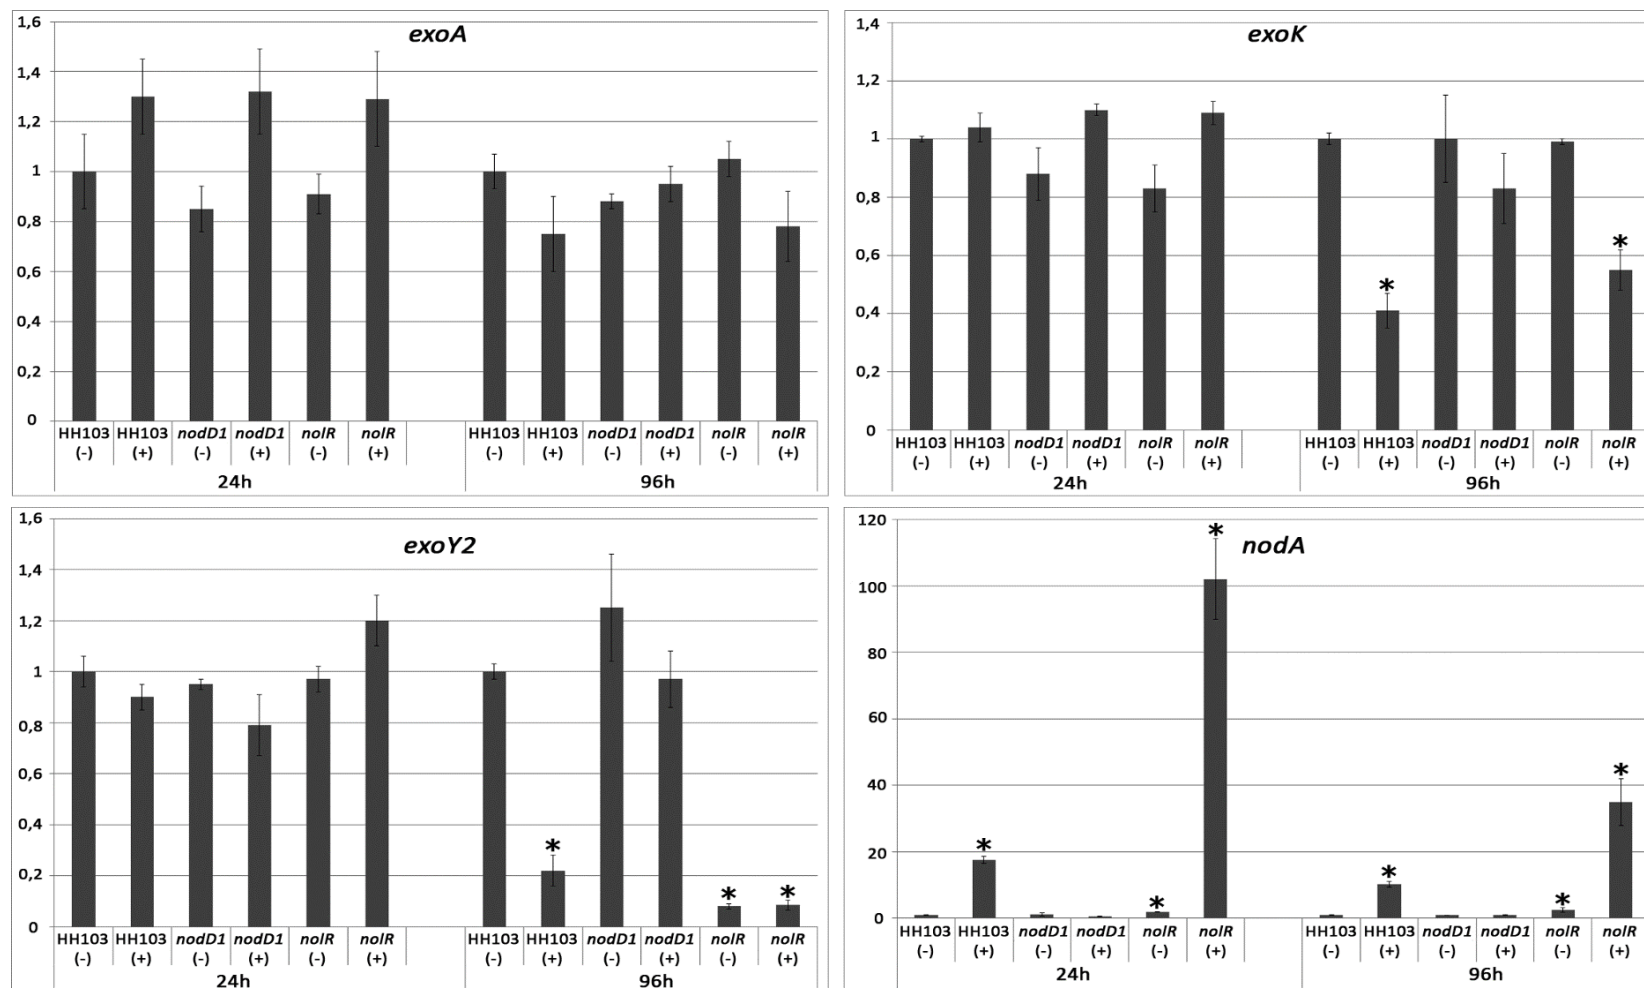 exoA
1,6
1,4
1,2
1
0,8
0,6
0,4
0,2
0
HH103 HH103 nodD1 nodD1 nolR nolR HH103 HH103 nodD1 nodD1 nolR nolR
(-) (+) (-) (+) (-) (+) (-) (+) (-) (+) (-) (+)
24h 96h
exoK
1,4
1,2
1
0,8
0,6
0,4
0,2
0
* *
HH103 HH103 nodD1 nodD1 nolR nolR HH103 HH103 nodD1 nodD1 nolR nolR
(-) (+) (-) (+) (-) (+) (-) (+) (-) (+) (-) (+)
24h 96h
exoY2
1,6
1,4
1,2
1
0,8
0,6
0,4
0,2
0
* * *
HH103 HH103 nodD1 nodD1 nolR nolR HH103 HH103 nodD1 nodD1 nolR nolR
(-) (+) (-) (+) (-) (+) (-) (+) (-) (+) (-) (+)
24h 96h
nodA
120
100
80
60
40
20
0
* * * * * *
HH103 HH103 nodD1 nodD1 nolR nolR HH103 HH103 nodD1 nodD1 nolR nolR
(-) (+) (-) (+) (-) (+) (-) (+) (-) (+) (-) (+)
24h 96h